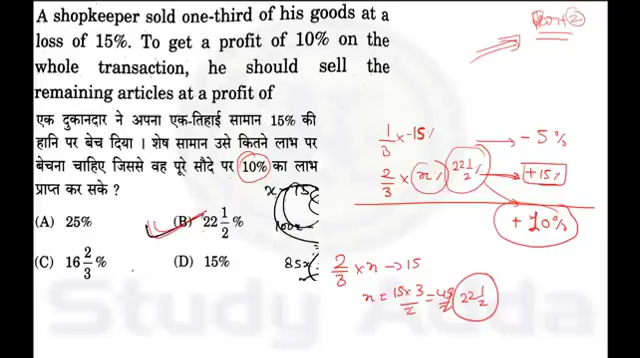 A shopkeeper sold one-third of his goods at a
loss of 15%. To get a profit of 10% on the
whole transaction, he should sell the
remaining articles at a profit of
एक दुकानदार ने अपना एक-तिहाई सामान 15% की
हानि पर बेच दिया। शेष सामान उसे कितने लाभ पर
बेचना चाहिए जिससे वह पूरे सौदे पर 10% का लाभ
प्राप्त कर सके ?
(A) 25% (B) 22 1/2 %
(C) 16 2/3 % (D) 15%
1/3 × -15% → -5%
2/3 × x% 22 1/2 % → +15%
+10%
2/3 × x → 15
x = 15×3/2 = 45/2 22 1/2
x 15
100x
85x
Study Adda